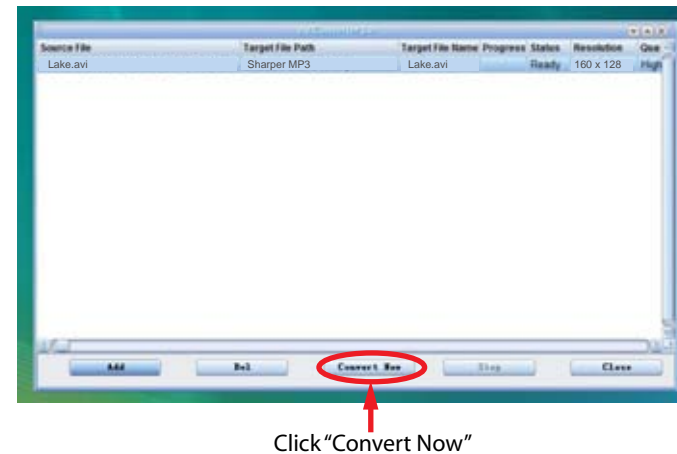 Source File Target File Path Target File Name Progress Status Resolution Qua
Lake.avi Sharper MP3 Lake.avi Ready 160 x 128 High
Add Del Convert Now Stop Close
Click “Convert Now”